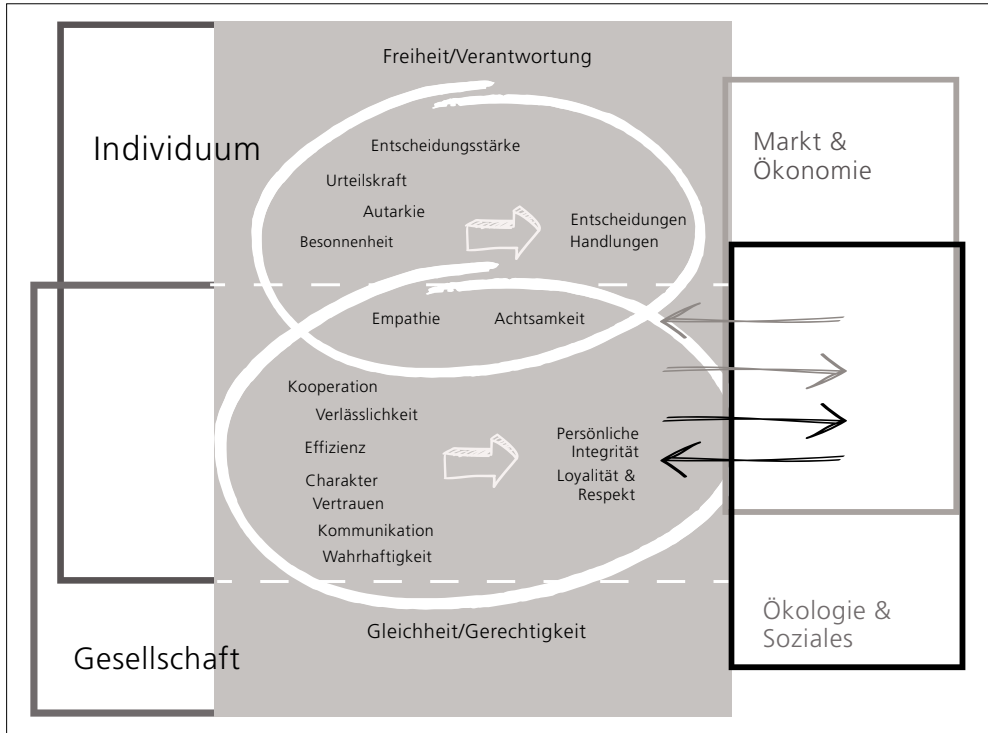 Freiheit/Verantwortung
Individuum
Entscheidungsstärke
Urteilskraft
Autarkie
Besonnenheit
Entscheidungen
Handlungen
Markt &
Ökonomie
Empathie
Achtsamkeit
Kooperation
Verlässlichkeit
Effizienz
Charakter
Vertrauen
Kommunikation
Wahrhaftigkeit
Persönliche
Integrität
Loyalität &
Respekt
Gleichheit/Gerechtigkeit
Gesellschaft
Ökologie &
Soziales